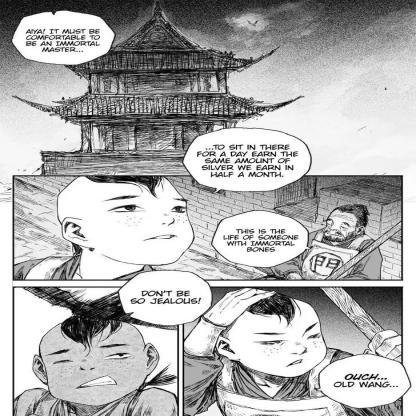 AIYA! IT MUST BE
COMFORTABLE TO
BE AN IMMORTAL
MASTER...
...TO SIT IN THERE
FOR A DAY EARN THE
SAME AMOUNT OF
SILVER WE EARN IN
HALF A MONTH.
THIS IS THE
LIFE OF SOMEONE
WITH IMMORTAL
BONES
門
DON'T BE
SO JEALOUS!
OUCH...
OLD WANG...